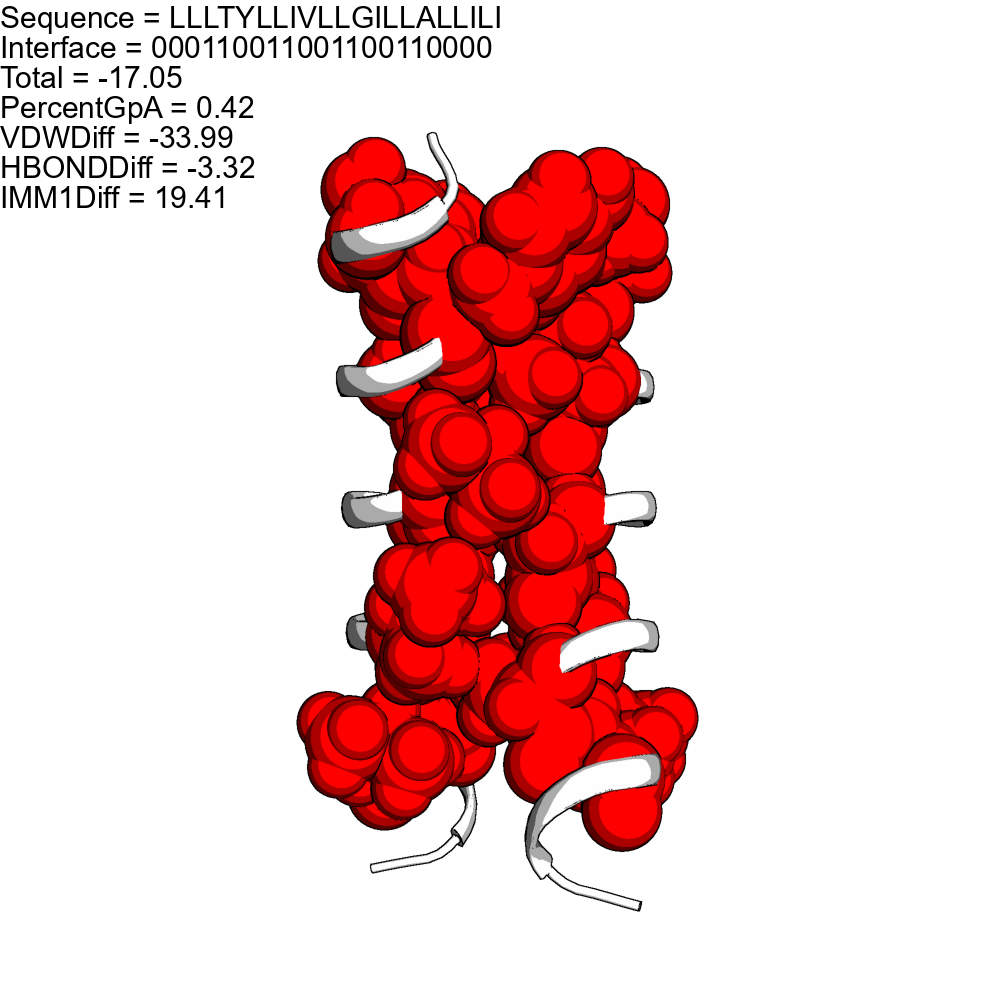 Sequence = LLLTYLLIVLLGILLALLILI
Interface = 000110011001100110000
Total = -17.05
PercentGpA = 0.42
VDWDiff = -33.99
HBONDDiff = -3.32
IMM1Diff = 19.41